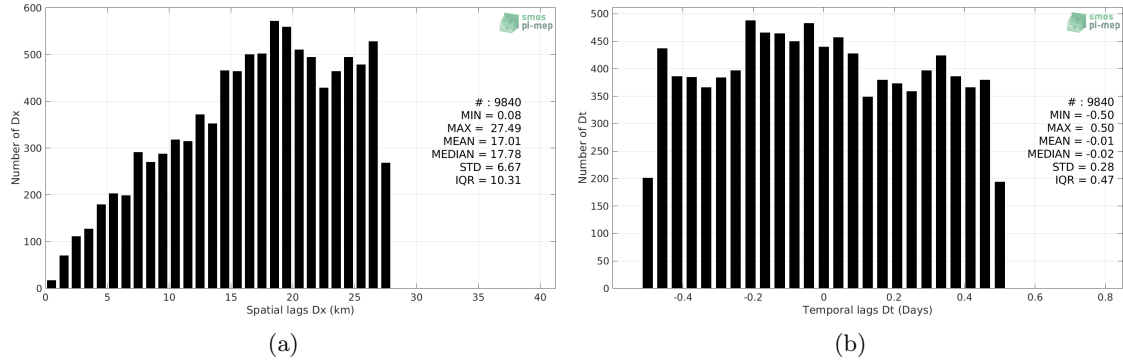 600
500
400
300
200
100
0
Number of Dx
smos
pi-mep
# : 9840
MIN = 0.08
MAX = 27.49
MEAN = 17.01
MEDIAN = 17.78
STD = 6.67
IQR = 10.31
0 5 10 15 20 25 30 35 40
Spatial lags Dx (km)
(a)
500
450
400
350
300
250
200
150
100
50
0
Number of Dt
smos
pi-mep
# : 9840
MIN = -0.50
MAX = 0.50
MEAN = -0.01
MEDIAN = -0.02
STD = 0.28
IQR = 0.47
-0.4 -0.2 0 0.2 0.4 0.6 0.8
Temporal lags Dt (Days)
(b)